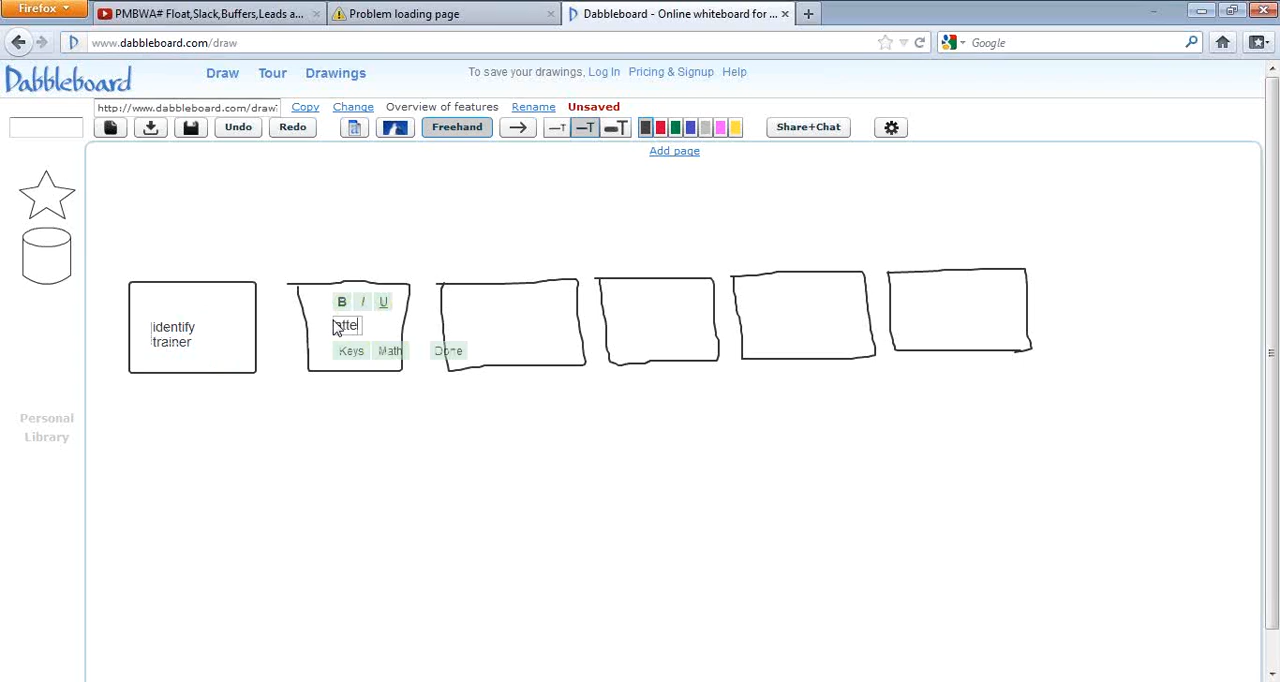 Firefox
PMBWA# Float,Slack,Buffers,Leads a...
Problem loading page
Dabbleboard - Online whiteboard for ...
www.dabbleboard.com/draw
Google
Dabbleboard
Draw
Tour
Drawings
To save your drawings, Log In
Pricing & Signup
Help
http://www.dabbleboard.com/draw
Copy
Change
Overview of features
Rename
Unsaved
Undo
Redo
Freehand
T
T
T
Share+Chat
Add page
B I U
identify
trainer
Keys
Math
Done
Personal
Library